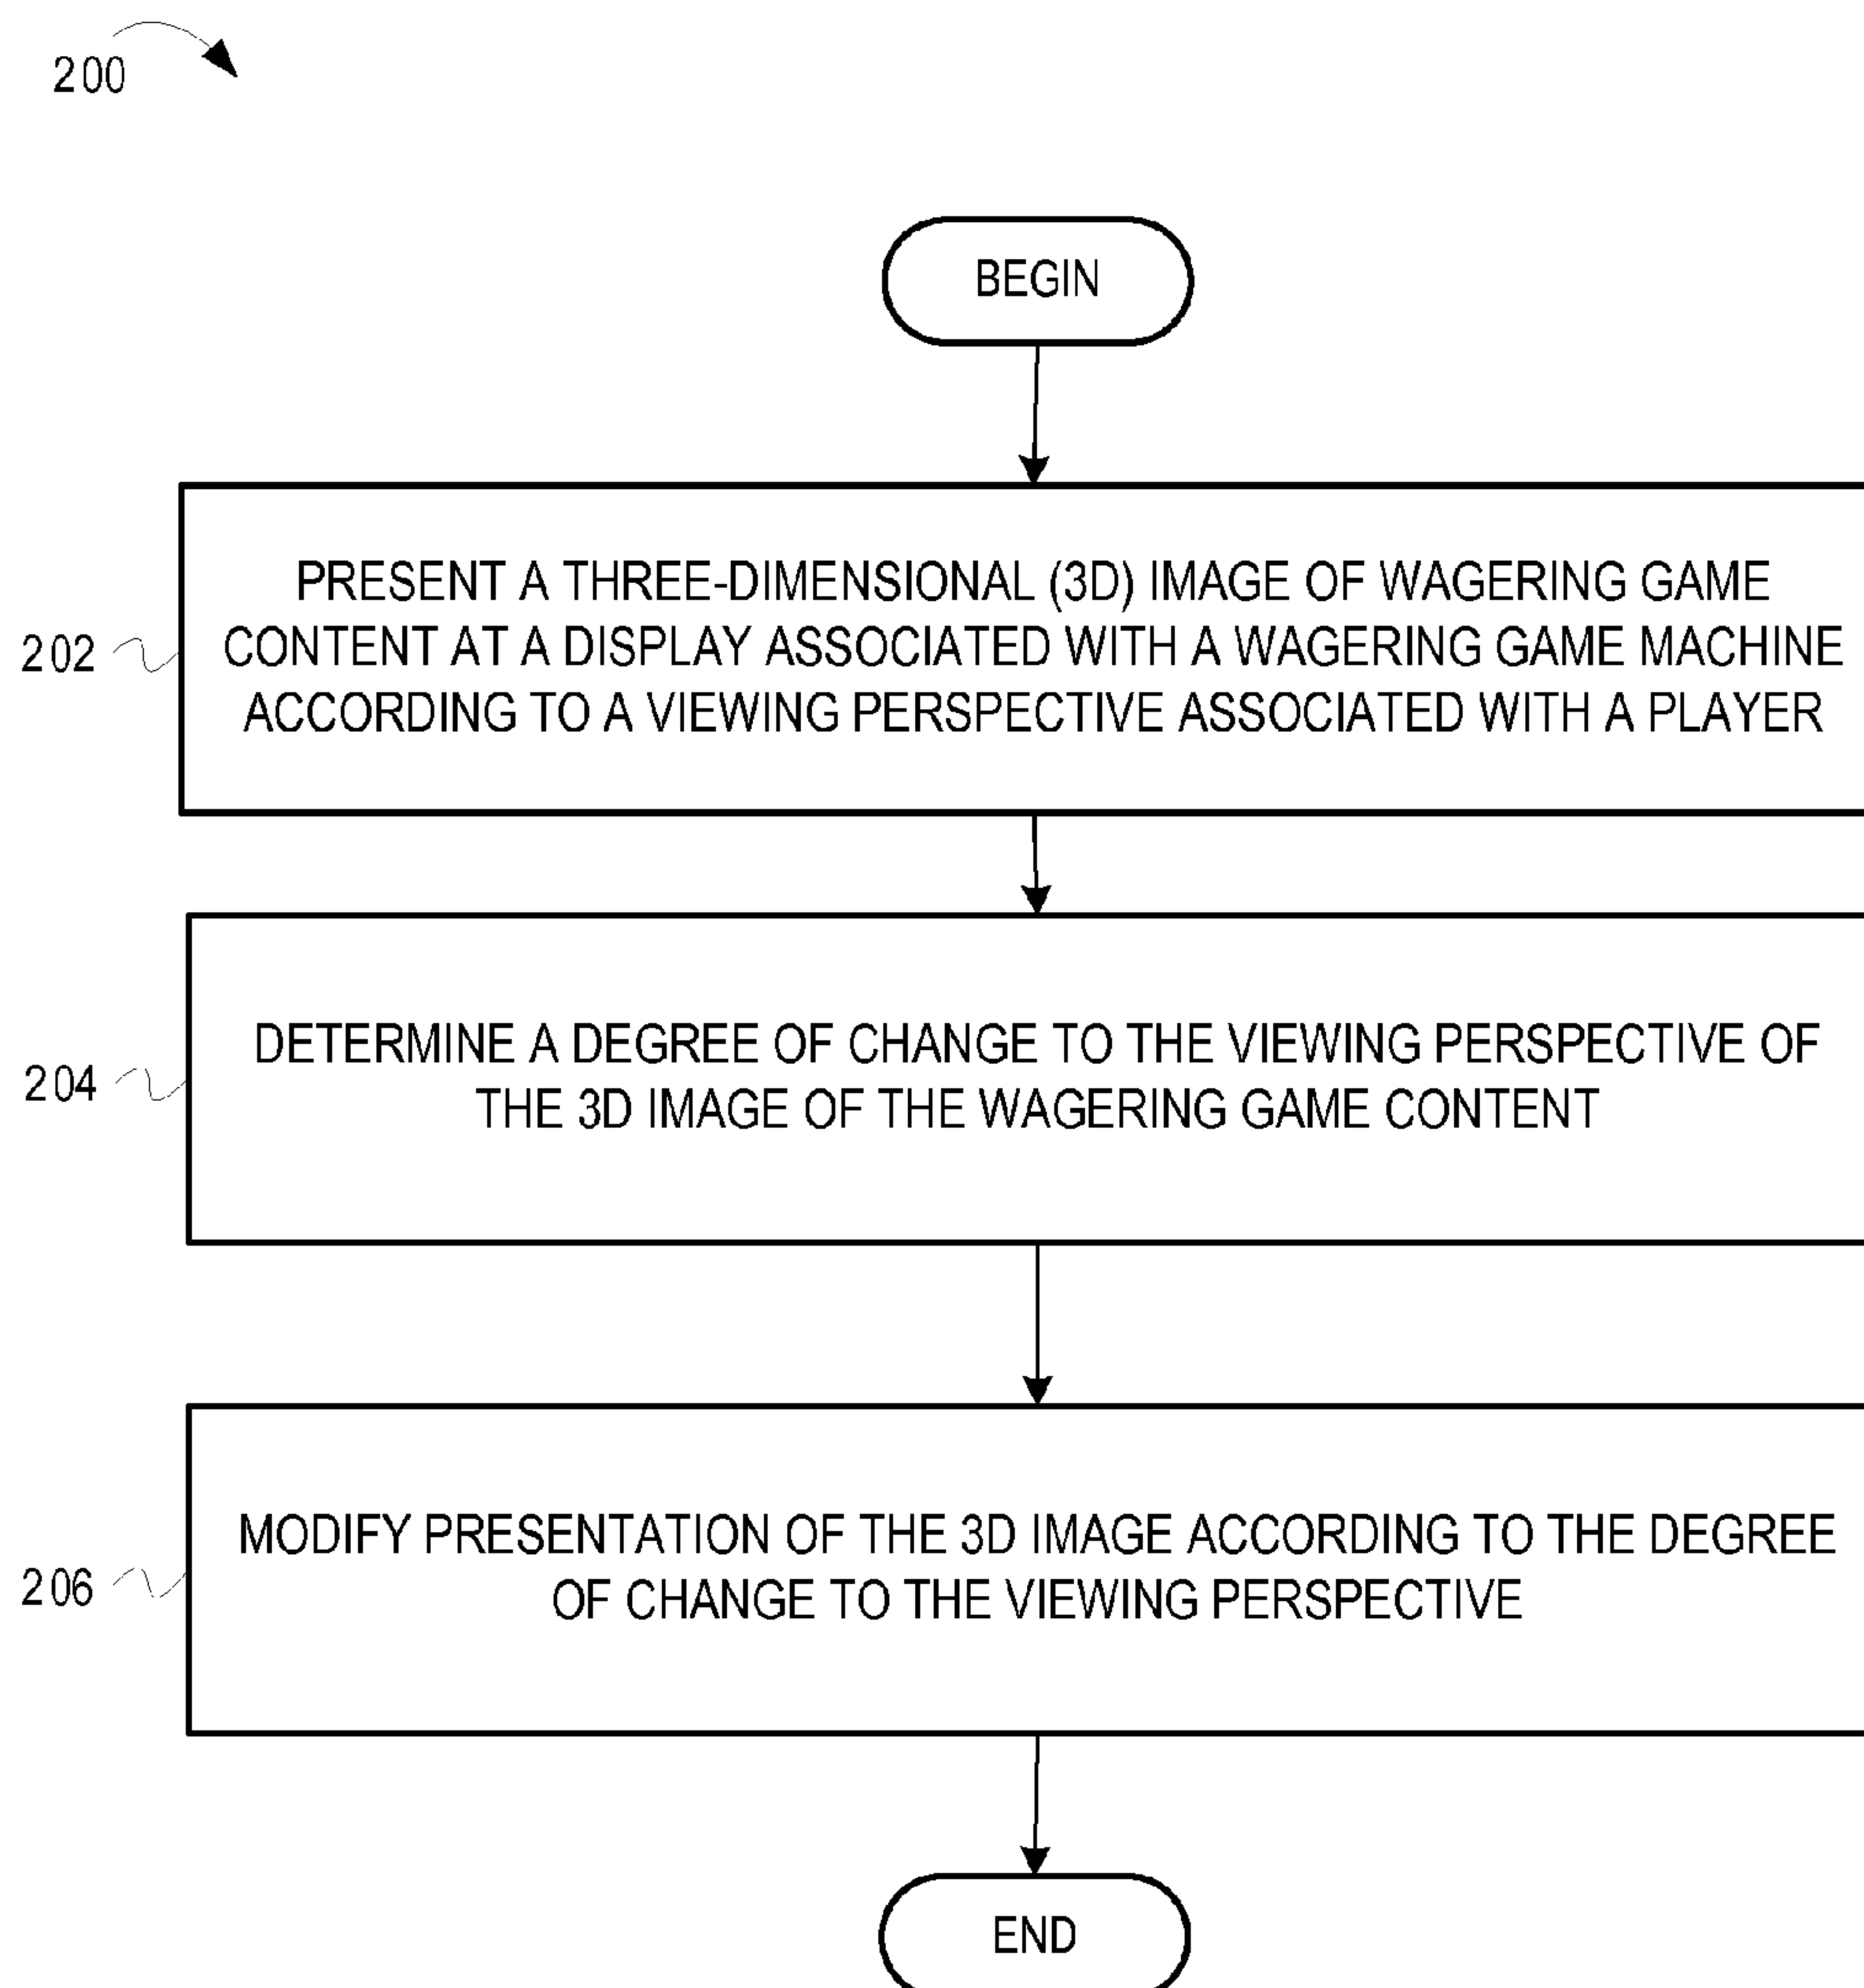 200
BEGIN
PRESENT A THREE-DIMENSIONAL (3D) IMAGE OF WAGERING GAME
CONTENT AT A DISPLAY ASSOCIATED WITH A WAGERING GAME MACHINE
ACCORDING TO A VIEWING PERSPECTIVE ASSOCIATED WITH A PLAYER
202
DETERMINE A DEGREE OF CHANGE TO THE VIEWING PERSPECTIVE OF
THE 3D IMAGE OF THE WAGERING GAME CONTENT
204
MODIFY PRESENTATION OF THE 3D IMAGE ACCORDING TO THE DEGREE
OF CHANGE TO THE VIEWING PERSPECTIVE
206
END